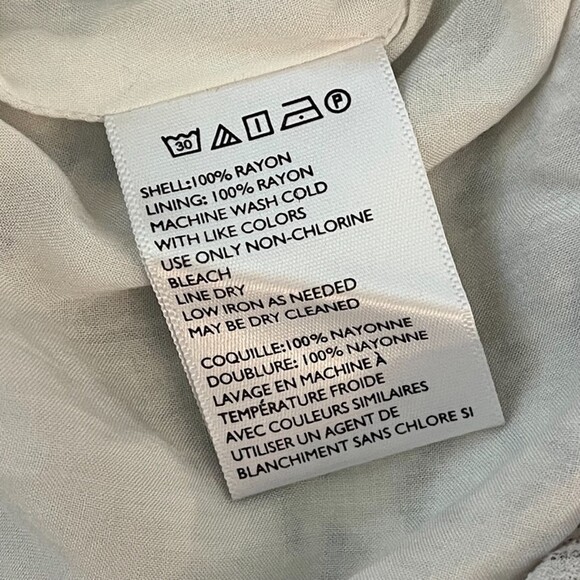 30 P
SHELL:100% RAYON
LINING: 100% RAYON
MACHINE WASH COLD
WITH LIKE COLORS
USE ONLY NON-CHLORINE
BLEACH
LINE DRY
LOW IRON AS NEEDED
MAY BE DRY CLEANED
COQUILLE:100% NAYONNE
DOUBLURE: 100% NAYONNE
LAVAGE EN MACHINE À
TEMPÉRATURE FROIDE
AVEC COULEURS SIMILAIRES
UTILISER UN AGENT DE
BLANCHIMENT SANS CHLORE SI